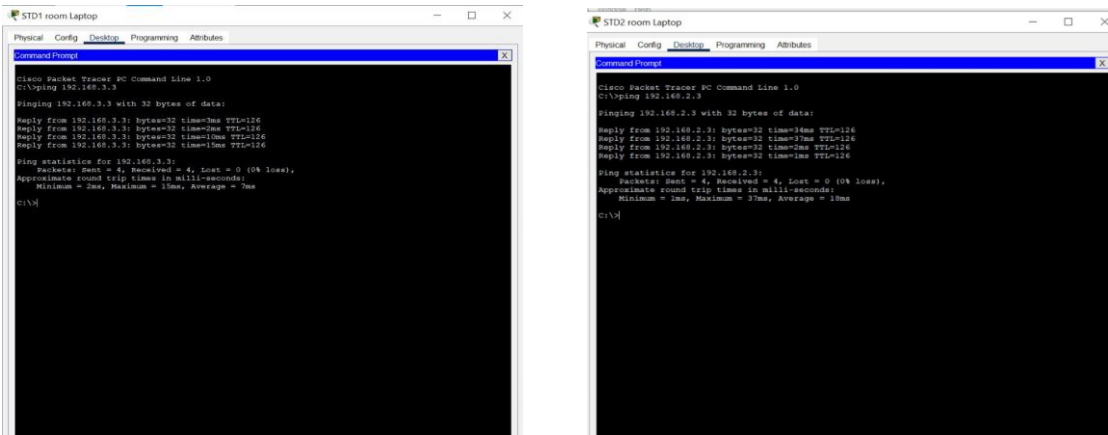 STD1 room Laptop
Physical Config Desktop Programming Attributes
Command Prompt
X
Cisco Packet Tracer PC Command Line 1.0
C:\>ping 192.168.3.3
Pinging 192.168.3.3 with 32 bytes of data:
Reply from 192.168.3.3: bytes=32 time=3ms TTL=126
Reply from 192.168.3.3: bytes=32 time=2ms TTL=126
Reply from 192.168.3.3: bytes=32 time=10ms TTL=126
Reply from 192.168.3.3: bytes=32 time=15ms TTL=126
Ping statistics for 192.168.3.3:
Packets: Sent = 4, Received = 4, Lost = 0 (0% loss),
Approximate round trip times in milli-seconds:
Minimum = 2ms, Maximum = 15ms, Average = 7ms
C:\>
STD2 room Laptop
Physical Config Desktop Programming Attributes
Command Prompt
X
Cisco Packet Tracer PC Command Line 1.0
C:\>ping 192.168.2.3
Pinging 192.168.2.3 with 32 bytes of data:
Reply from 192.168.2.3: bytes=32 time=34ms TTL=126
Reply from 192.168.2.3: bytes=32 time=37ms TTL=126
Reply from 192.168.2.3: bytes=32 time=2ms TTL=126
Reply from 192.168.2.3: bytes=32 time=1ms TTL=126
Ping statistics for 192.168.2.3:
Packets: Sent = 4, Received = 4, Lost = 0 (0% loss),
Approximate round trip times in milli-seconds:
Minimum = 1ms, Maximum = 37ms, Average = 18ms
C:\>